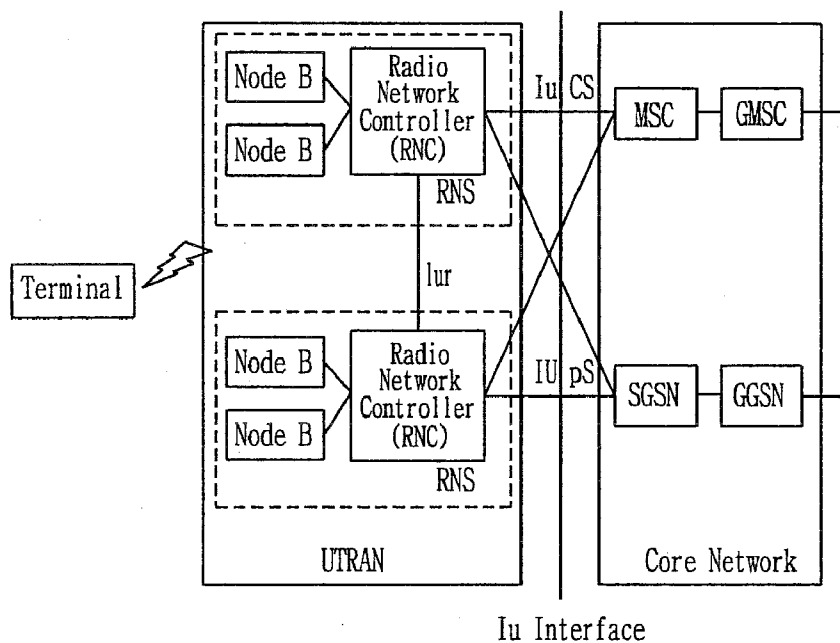 Node B
Node B
Radio
Network
Controller
(RNC)
RNS
Iu CS
MSC
GMSC
Terminal
lur
Node B
Node B
Radio
Network
Controller
(RNC)
RNS
IU pS
SGSN
GGSN
UTRAN
Core Network
Iu Interface